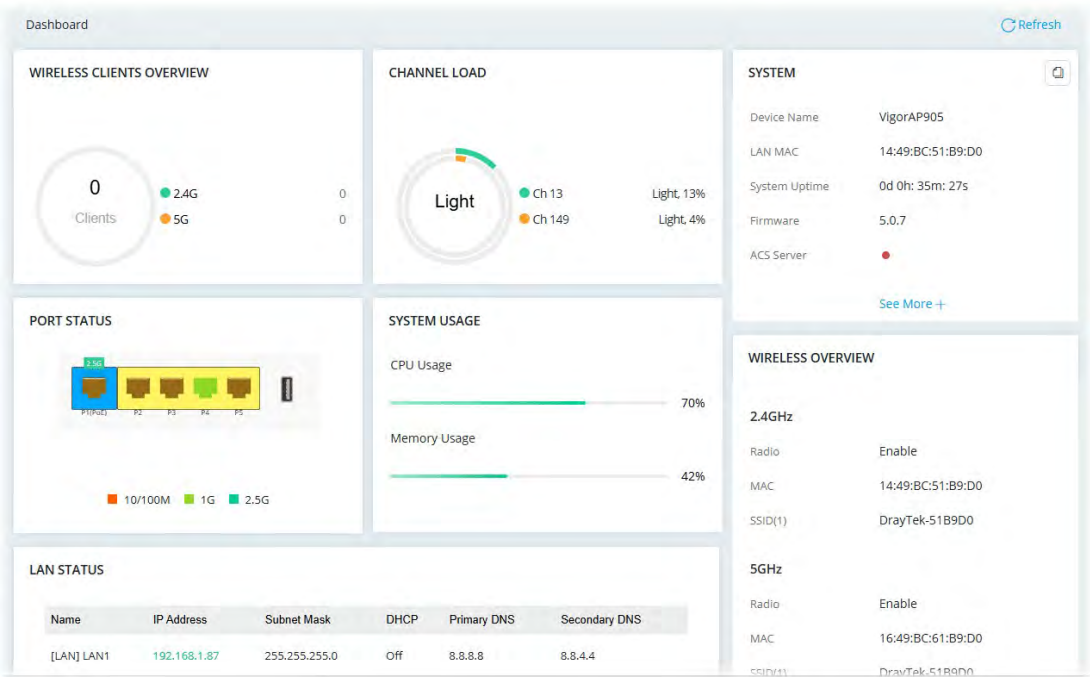 Dashboard
Refresh
WIRELESS CLIENTS OVERVIEW
0
Clients
2.4G 0
5G 0
CHANNEL LOAD
Light
Ch 13 Light, 13%
Ch 149 Light, 4%
SYSTEM
Device Name VigorAP905
LAN MAC 14:49:BC:51:B9:D0
System Uptime 0d 0h: 35m: 27s
Firmware 5.0.7
ACS Server
See More +
PORT STATUS
2.5G
P1(PoE) P2 P3 P4 P5
10/100M 1G 2.5G
SYSTEM USAGE
CPU Usage
70%
Memory Usage
42%
WIRELESS OVERVIEW
2.4GHz
Radio Enable
MAC 14:49:BC:51:B9:D0
SSID(1) DrayTek-51B9D0
5GHz
Radio Enable
MAC 16:49:BC:61:B9:D0
SSID(1) DrayTek-51B9D0
LAN STATUS
Name IP Address Subnet Mask DHCP Primary DNS Secondary DNS
[LAN] LAN1 192.168.1.87 255.255.255.0 Off 8.8.8.8 8.8.4.4